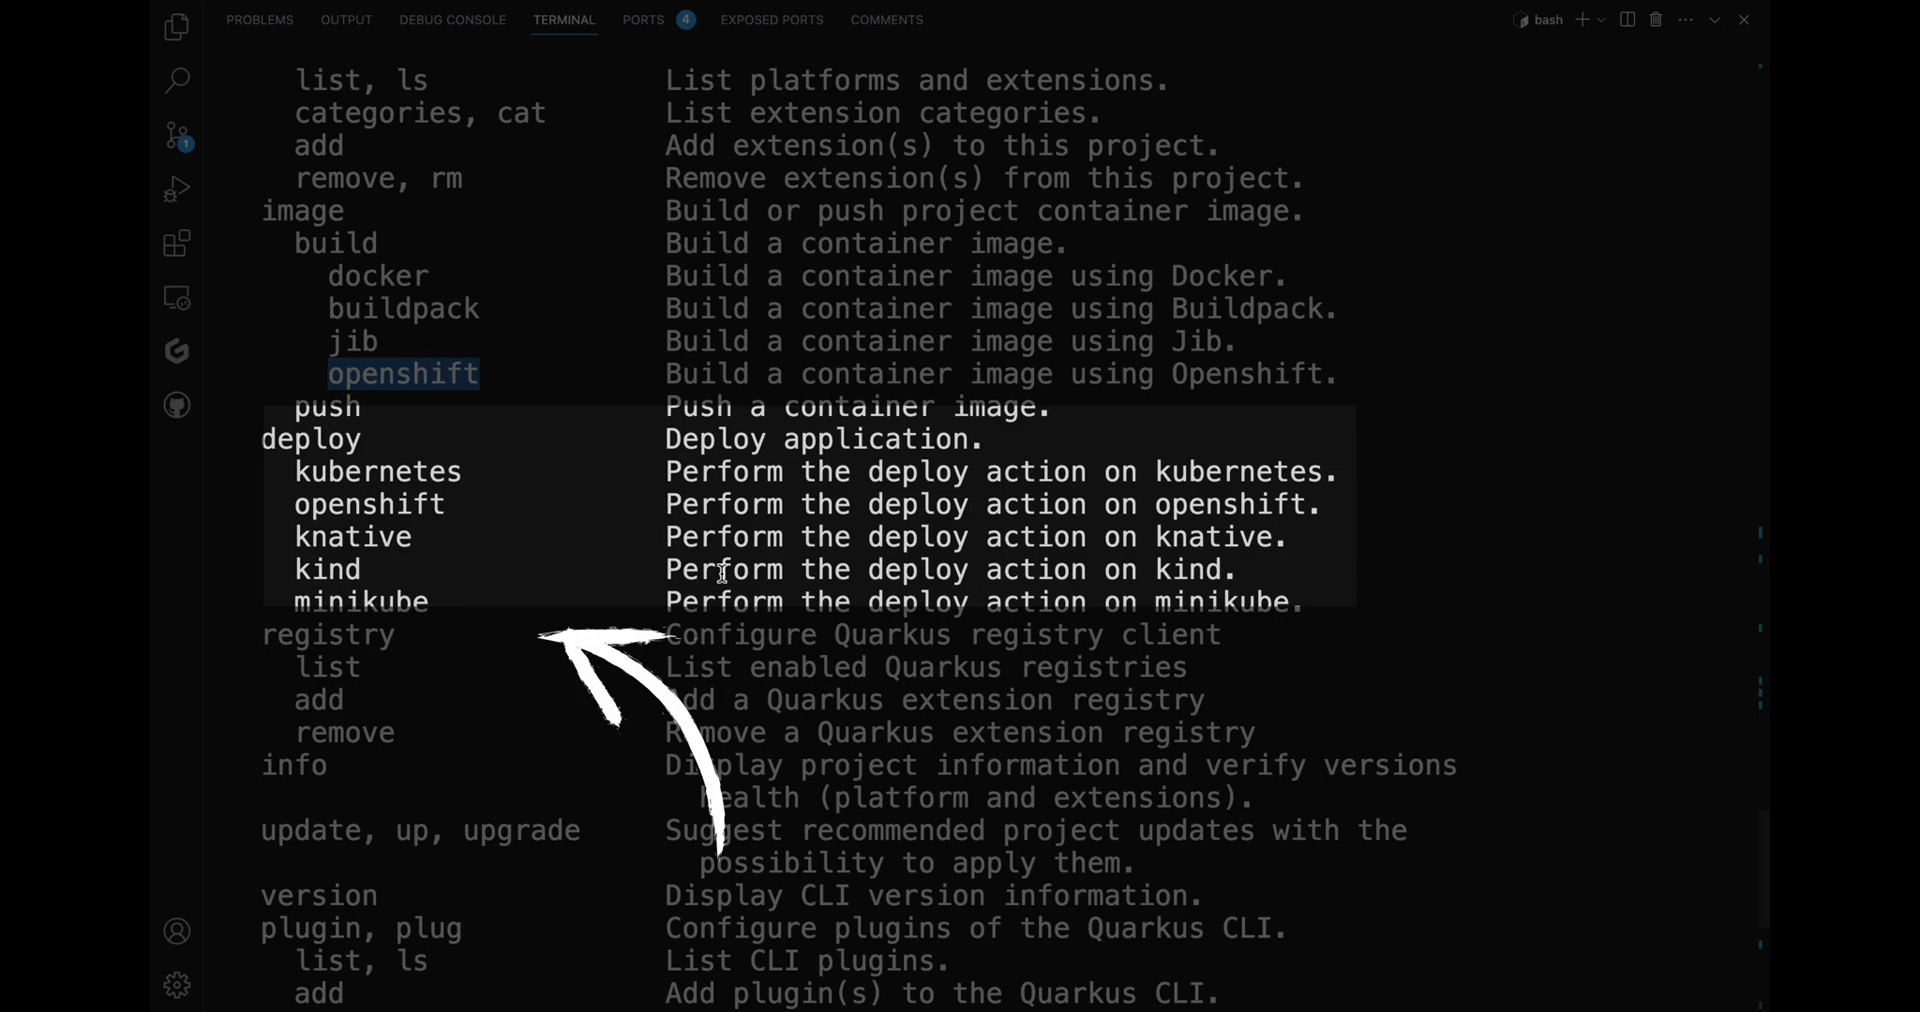 PROBLEMS OUTPUT DEBUG CONSOLE TERMINAL PORTS 4 EXPOSED PORTS COMMENTS bash
list, ls List platforms and extensions.
categories, cat List extension categories.
add Add extension(s) to this project.
remove, rm Remove extension(s) from this project.
image Build or push project container image.
build Build a container image.
docker Build a container image using Docker.
buildpack Build a container image using Buildpack.
jib Build a container image using Jib.
openshift Build a container image using Openshift.
push Push a container image.
deploy Deploy application.
kubernetes Perform the deploy action on kubernetes.
openshift Perform the deploy action on openshift.
knative Perform the deploy action on knative.
kind Perform the deploy action on kind.
minikube Perform the deploy action on minikube.
registry Configure Quarkus registry client
list List enabled Quarkus registries
add Add a Quarkus extension registry
remove Remove a Quarkus extension registry
info Display project information and verify versions
health (platform and extensions).
update, up, upgrade Suggest recommended project updates with the
possibility to apply them.
version Display CLI version information.
plugin, plug Configure plugins of the Quarkus CLI.
list, ls List CLI plugins.
add Add plugin(s) to the Quarkus CLI.
1